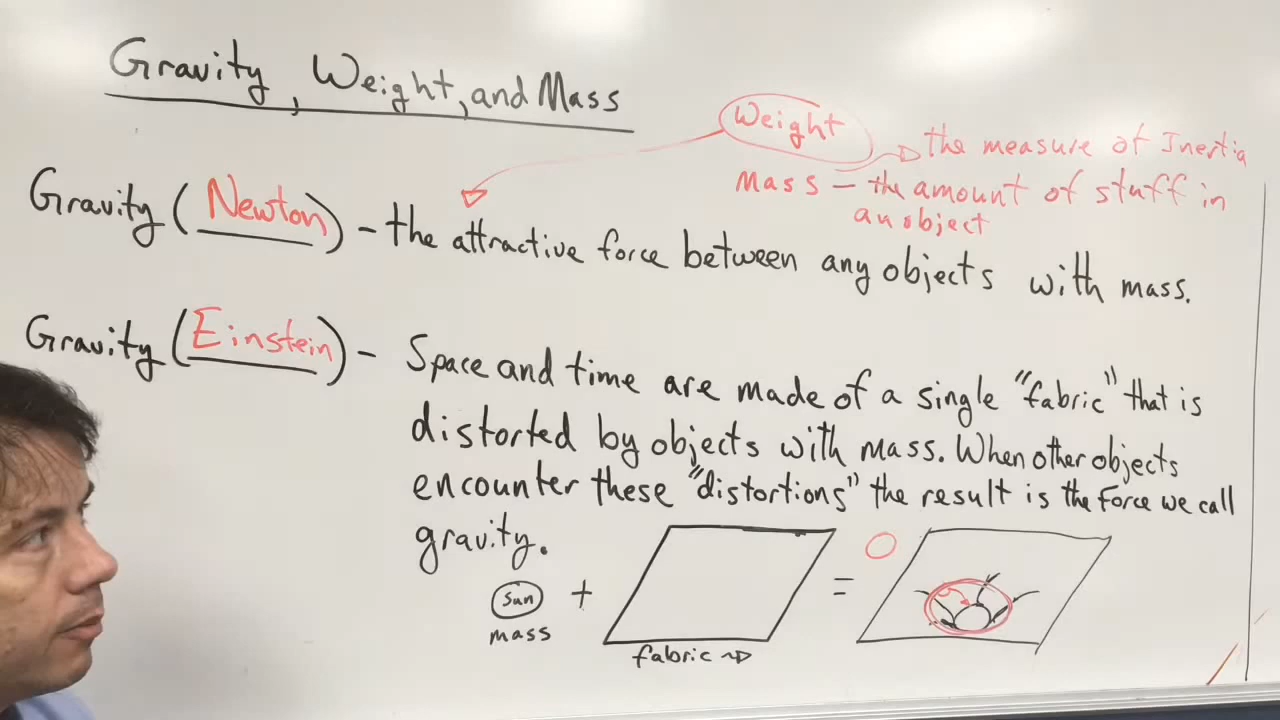 Gravity, Weight, and Mass
Weight
the measure of Inertia
Mass – the amount of stuff in
an object
Gravity (Newton) – the attractive force between any objects with mass.
Gravity (Einstein) – Space and time are made of a single "fabric" that is
distorted by objects with mass. When other objects
encounter these "distortions" the result is the Force we call
gravity.
Sun + =
mass
fabric